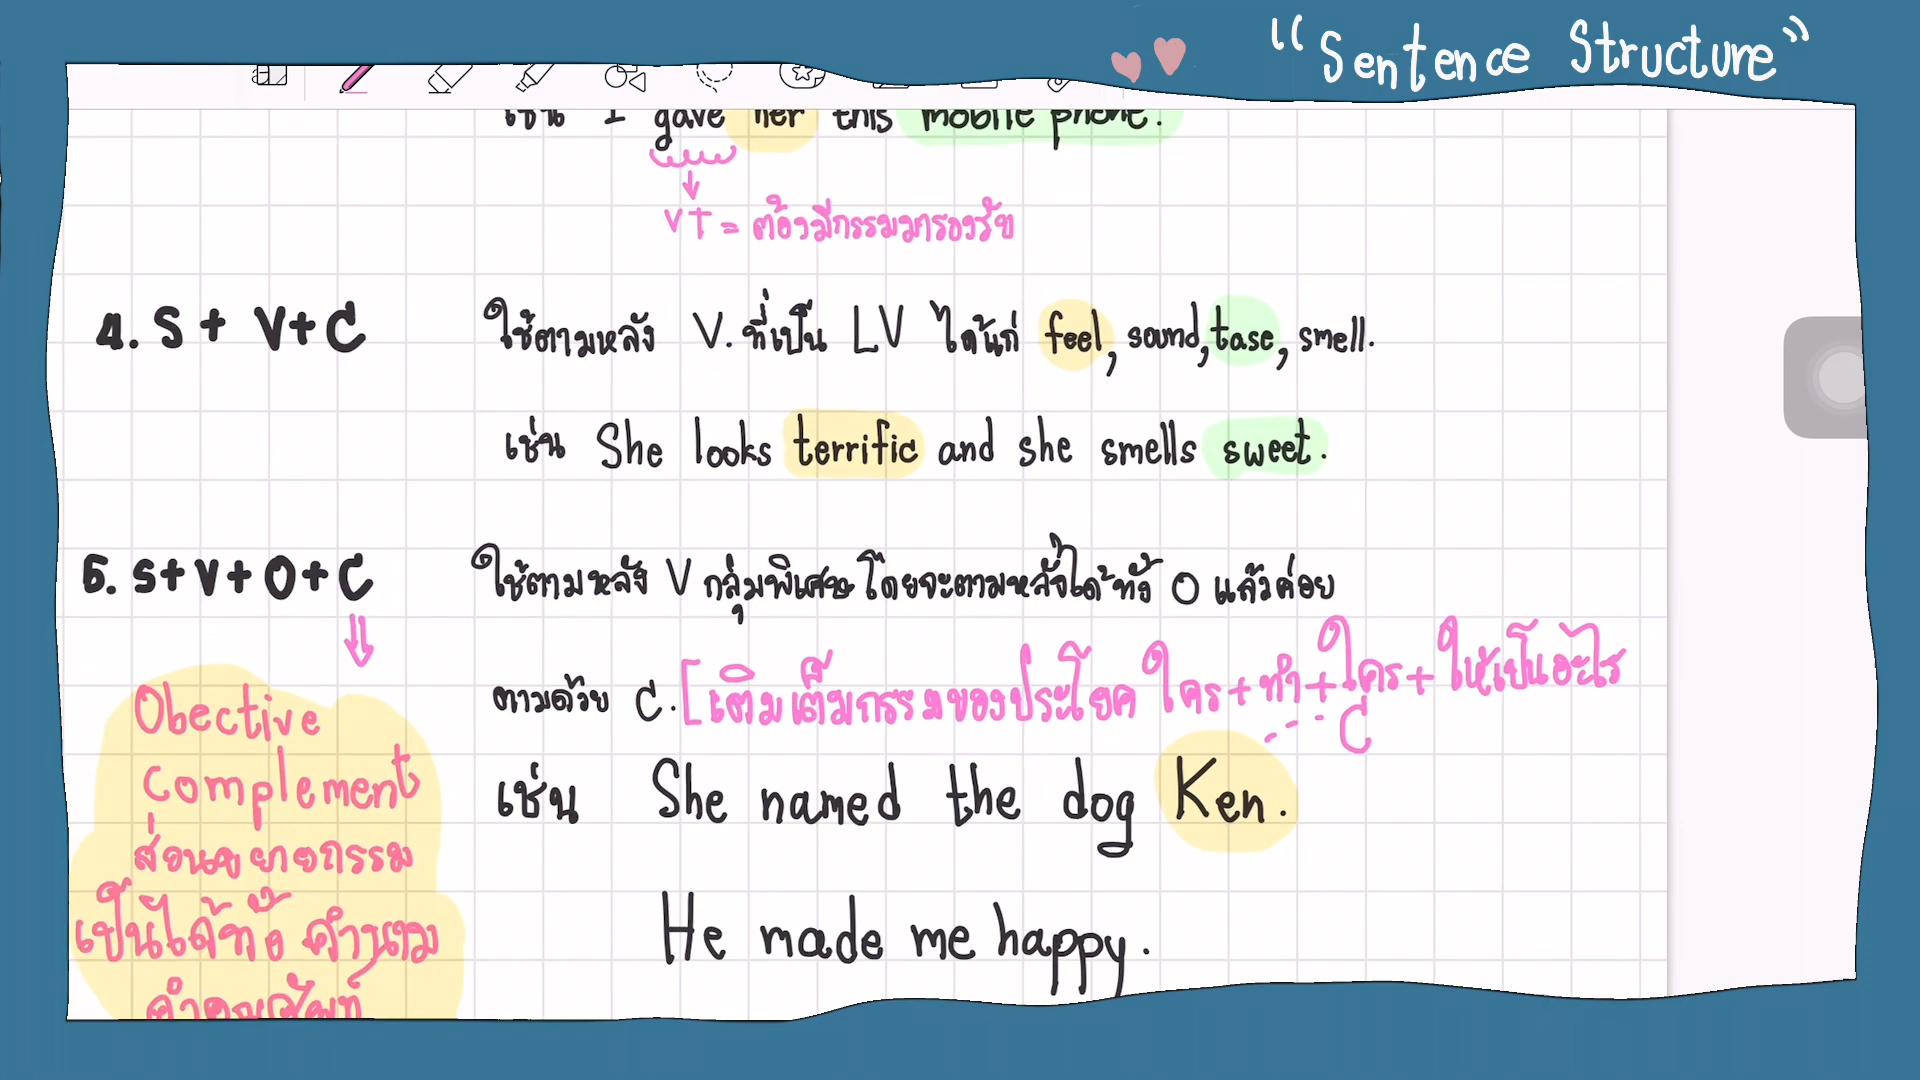 "Sentence Structure"
เช่น I gave her this mobile phone.
VT = ต้องมีกรรมมารองรับ
4. S + V + C ใช้ตามหลัง V. ที่เป็น LV ได้แก่ feel, sound, tase, smell.
เช่น She looks terrific and she smells sweet.
5. S + V + O + C ใช้ตามหลัง V กลุ่มพิเศษ โดยจะตามหลังได้ทั้ง O แล้วค่อย
ตามด้วย C. [เติมเต็มกรรมของประโยค ใคร + ทำ + ใคร + ให้เป็นอะไร
C
เช่น She named the dog Ken.
He made me happy.
Obective
complement
ส่วนขยายกรรม
เป็นได้ทั้ง คำนาม
คำคุณศัพท์